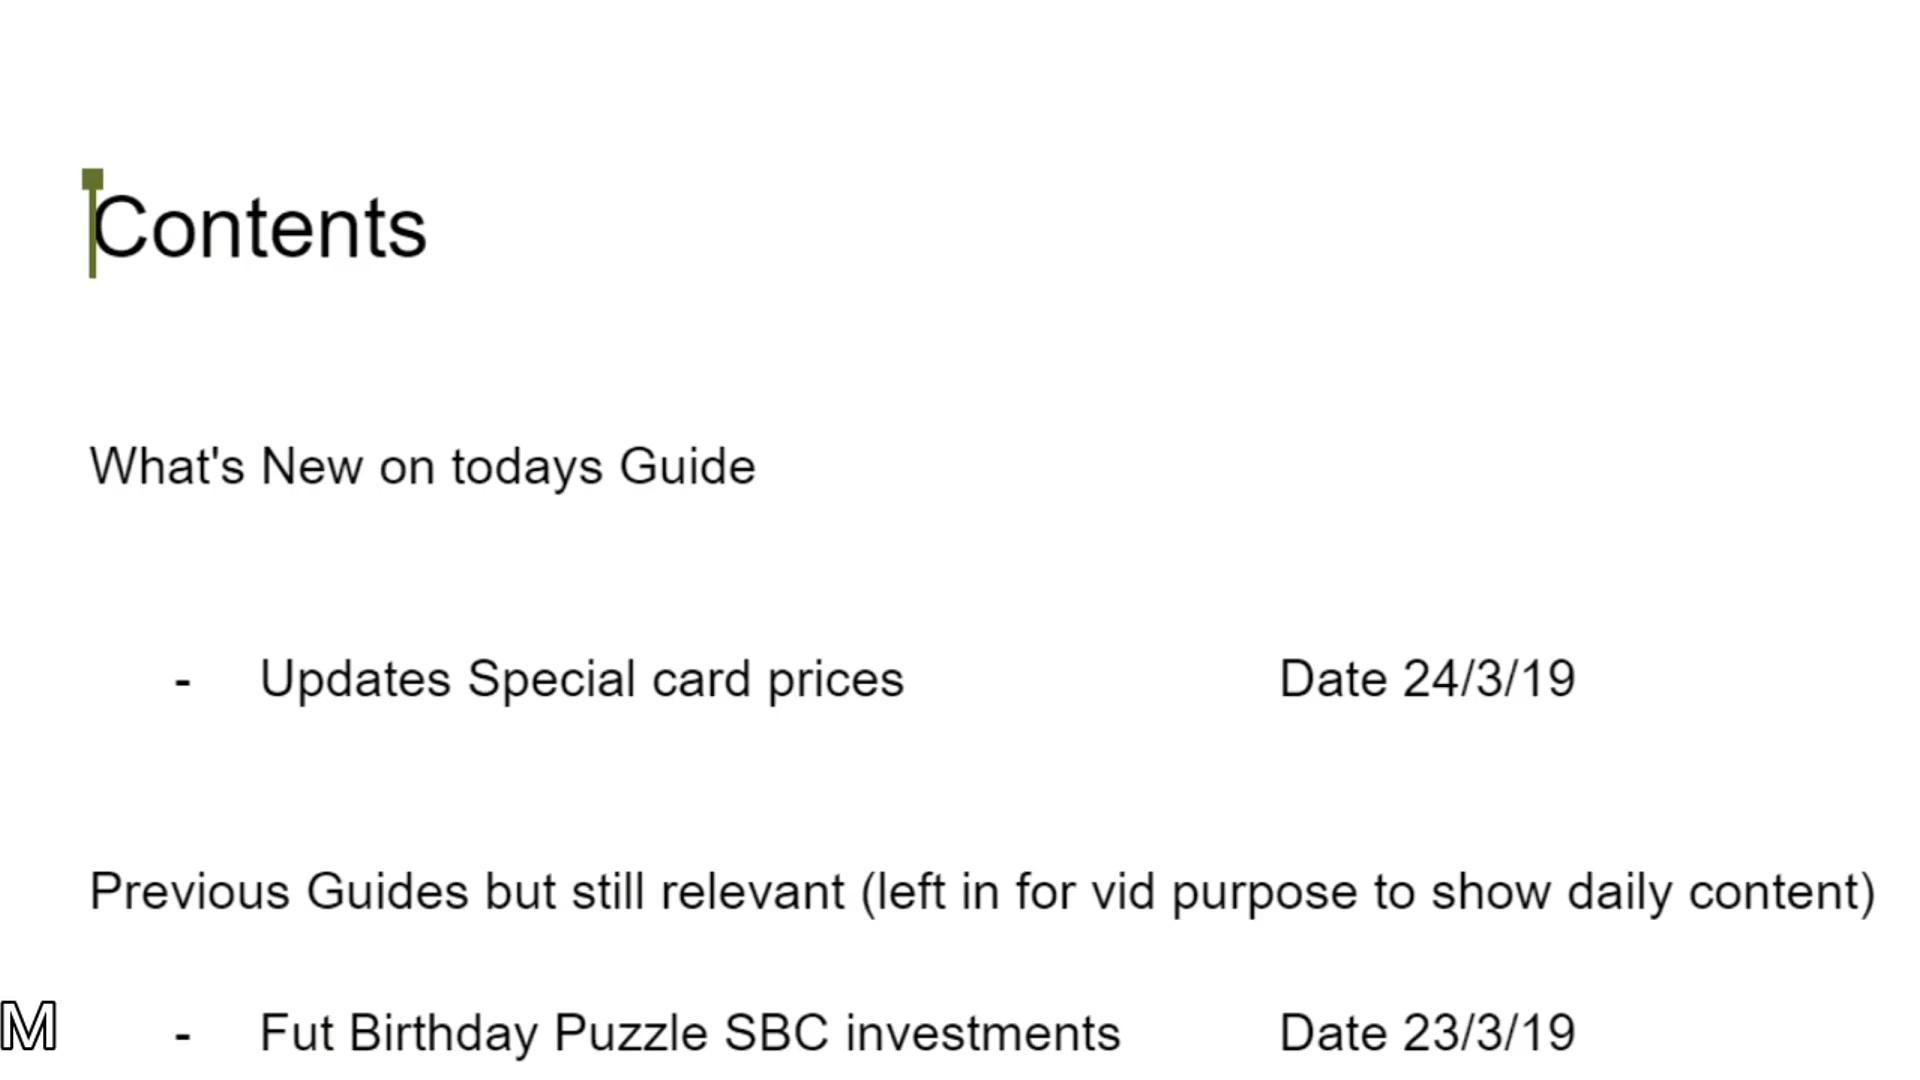 Contents
What's New on todays Guide
- Updates Special card prices Date 24/3/19
Previous Guides but still relevant (left in for vid purpose to show daily content)
M
- Fut Birthday Puzzle SBC investments Date 23/3/19